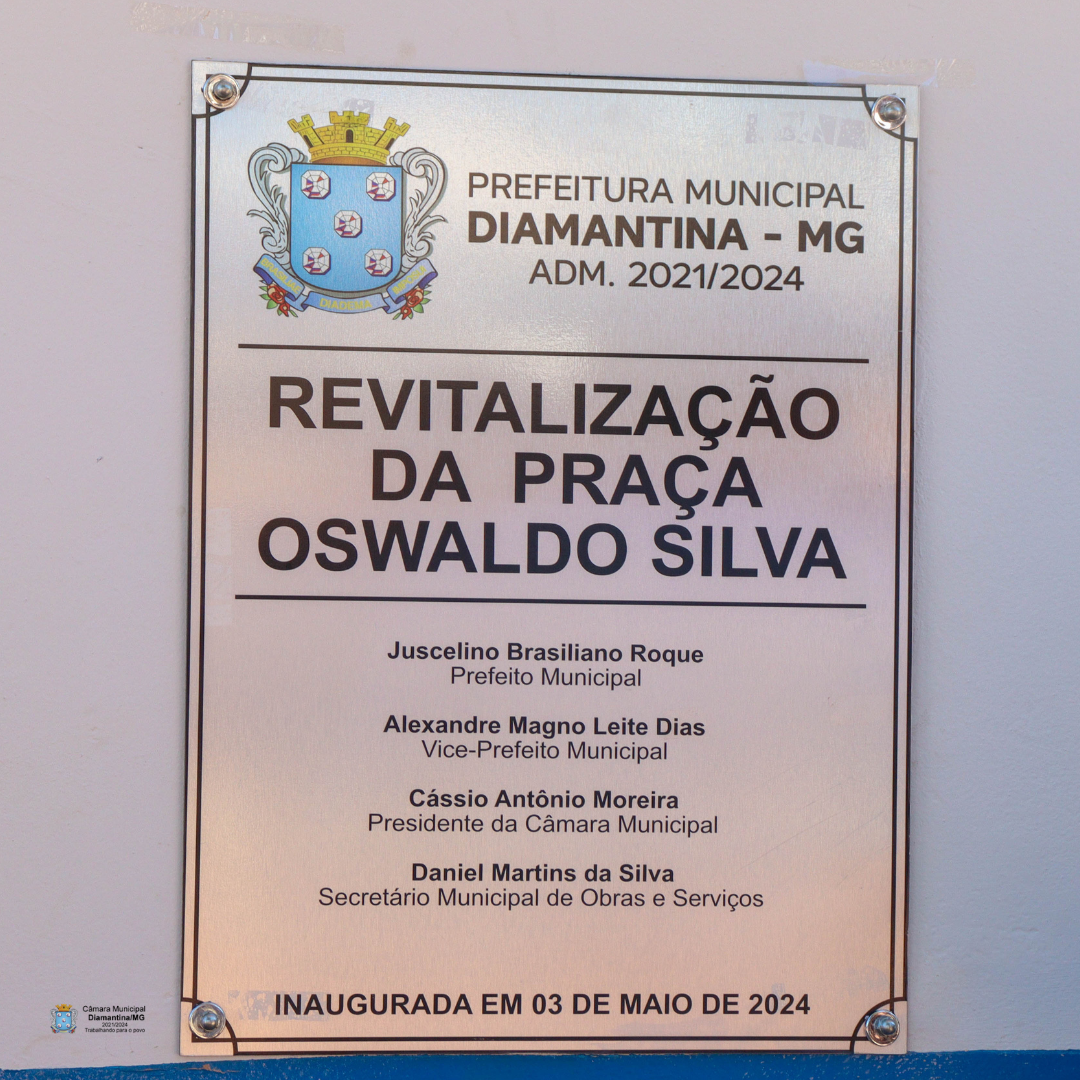 PREFEITURA MUNICIPAL
DIAMANTINA - MG
ADM. 2021/2024
DIADEMA
REVITALIZAÇÃO
DA PRAÇA
OSWALDO SILVA
Juscelino Brasiliano Roque
Prefeito Municipal
Alexandre Magno Leite Dias
Vice-Prefeito Municipal
Cássio Antônio Moreira
Presidente da Câmara Municipal
Daniel Martins da Silva
Secretário Municipal de Obras e Serviços
INAUGURADA EM 03 DE MAIO DE 2024
Câmara Municipal
Diamantina/MG
2021/2024
Trabalhando para o povo